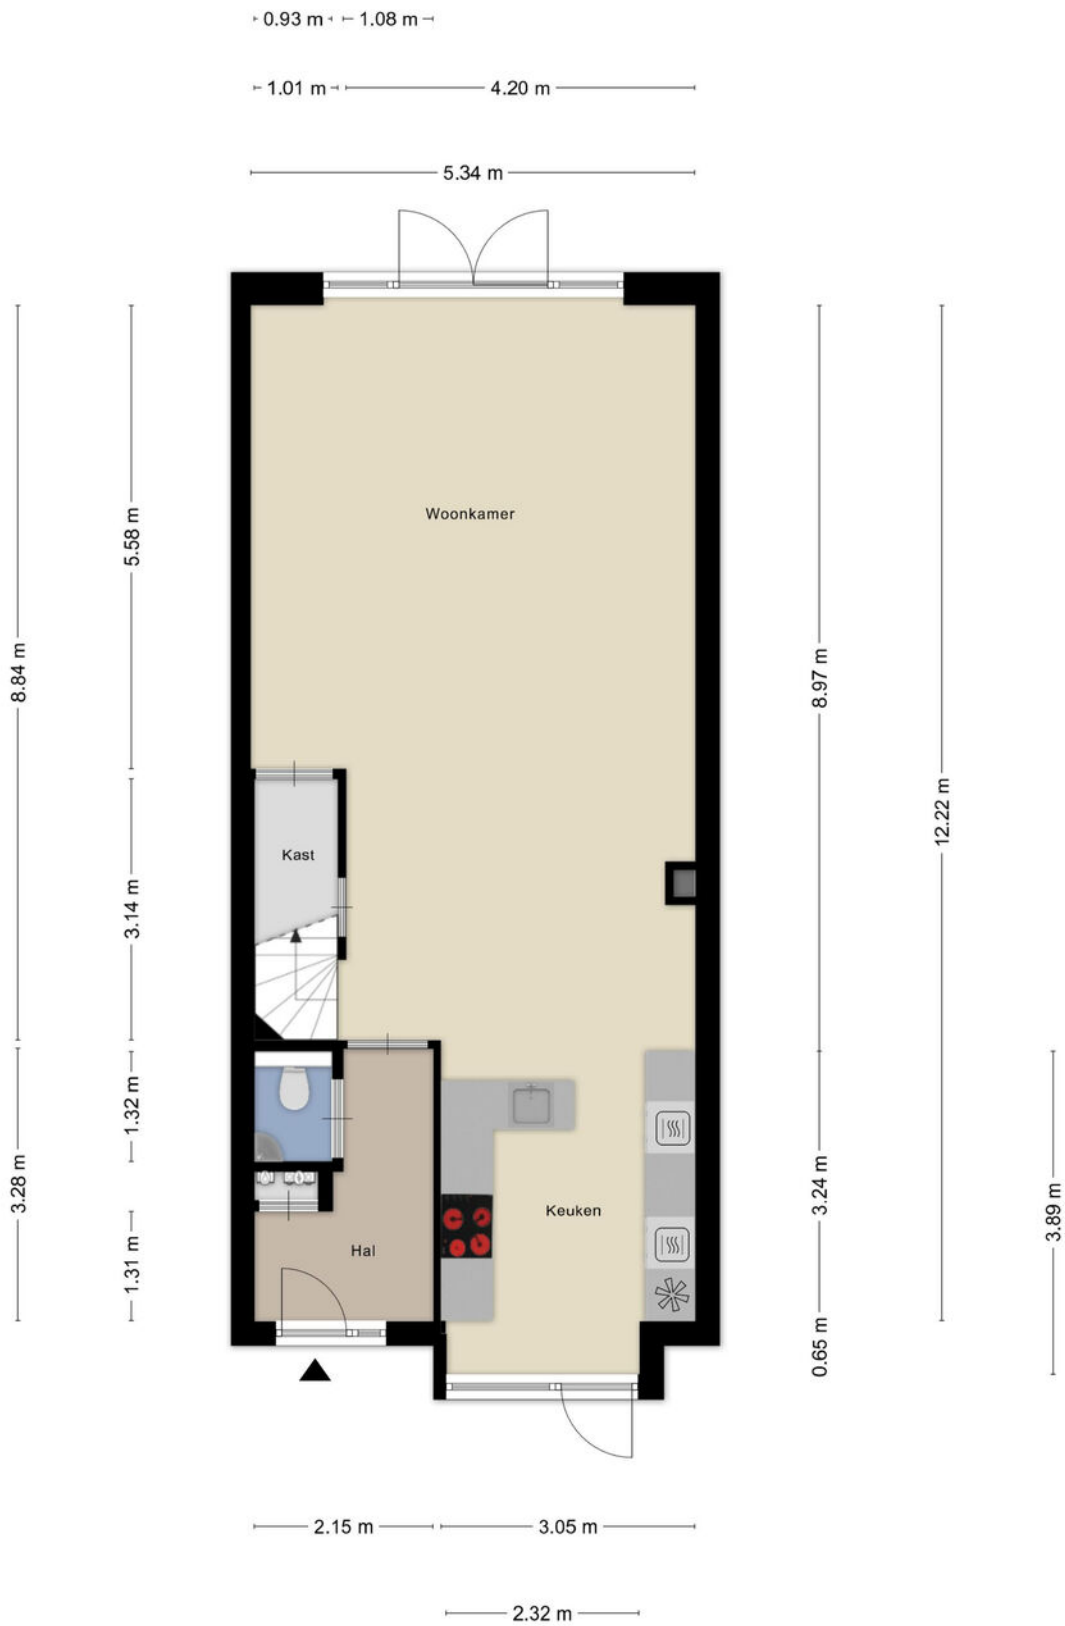 0.93 m
1.08 m
1.01 m
4.20 m
5.34 m
Woonkamer
5.58 m
8.84 m
8.97 m
12.22 m
Kast
3.14 m
1.32 m
3.28 m
3.24 m
3.89 m
Keuken
Hal
1.31 m
0.65 m
2.15 m
3.05 m
2.32 m